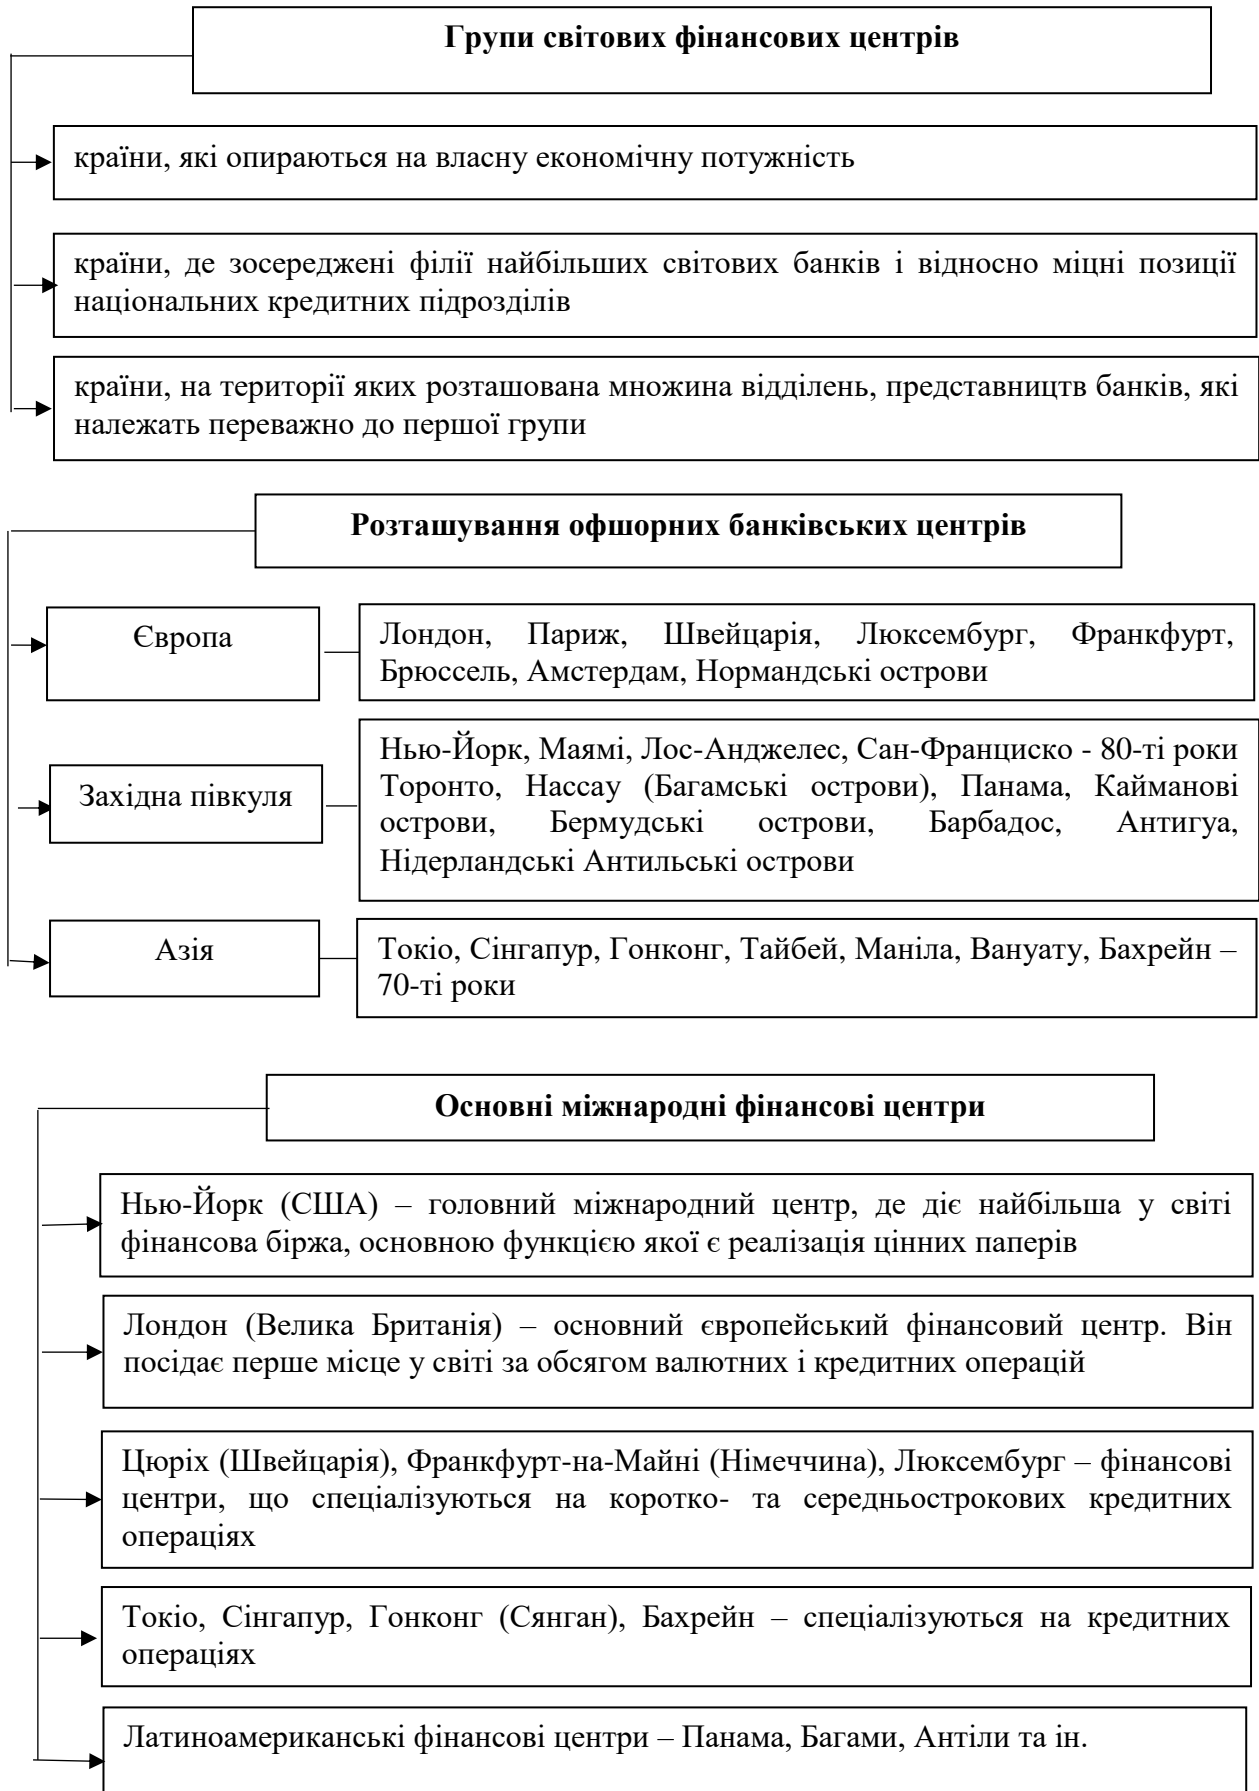 Групи світових фінансових центрів
країни, які опираються на власну економічну потужність
країни, де зосереджені філії найбільших світових банків і відносно міцні позиції
національних кредитних підрозділів
країни, на території яких розташована множина відділень, представництв банків, які
належать переважно до першої групи
Розташування офшорних банківських центрів
Європа
Лондон, Париж, Швейцарія, Люксембург, Франкфурт,
Брюссель, Амстердам, Нормандські острови
Західна півкуля
Нью-Йорк, Маямі, Лос-Анджелес, Сан-Франциско - 80-ті роки
Торонто, Нассау (Багамські острови), Панама, Кайманові
острови, Бермудські острови, Барбадос, Антигуа,
Нідерландські Антильські острови
Азія
Токіо, Сінгапур, Гонконг, Тайбей, Маніла, Вануату, Бахрейн –
70-ті роки
Основні міжнародні фінансові центри
Нью-Йорк (США) – головний міжнародний центр, де діє найбільша у світі
фінансова біржа, основною функцією якої є реалізація цінних паперів
Лондон (Велика Британія) – основний європейський фінансовий центр. Він
посідає перше місце у світі за обсягом валютних і кредитних операцій
Цюріх (Швейцарія), Франкфурт-на-Майні (Німеччина), Люксембург – фінансові
центри, що спеціалізуються на коротко- та середньострокових кредитних
операціях
Токіо, Сінгапур, Гонконг (Сянган), Бахрейн – спеціалізуються на кредитних
операціях
Латиноамериканські фінансові центри – Панама, Багами, Антіли та ін.